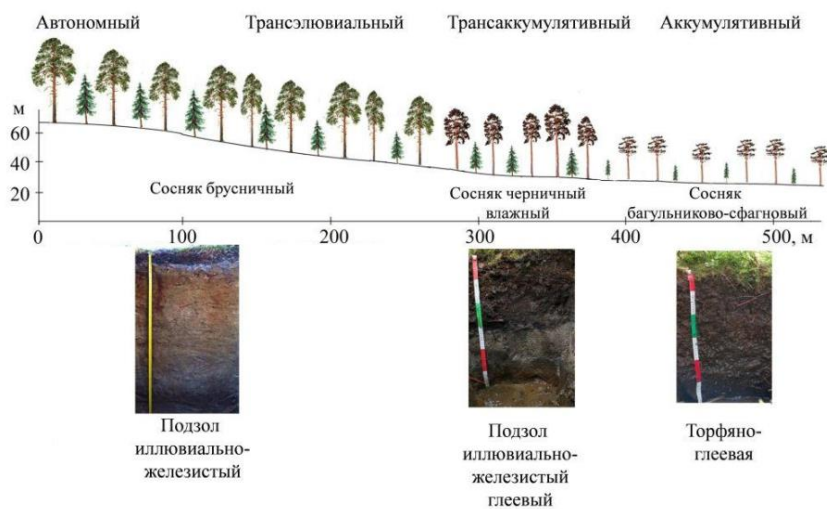 Автономный Трансэлювиальный Трансаккумулятивный Аккумулятивный
м
60
40
20
Сосняк брусничный
Сосняк черничный
влажный
Сосняк
багульниково-сфагновый
0 100 200 300 400 500, м
Подзол
иллювиально-
железистый
Подзол
иллювиально-
железистый
глеевый
Торфяно-
глеевая